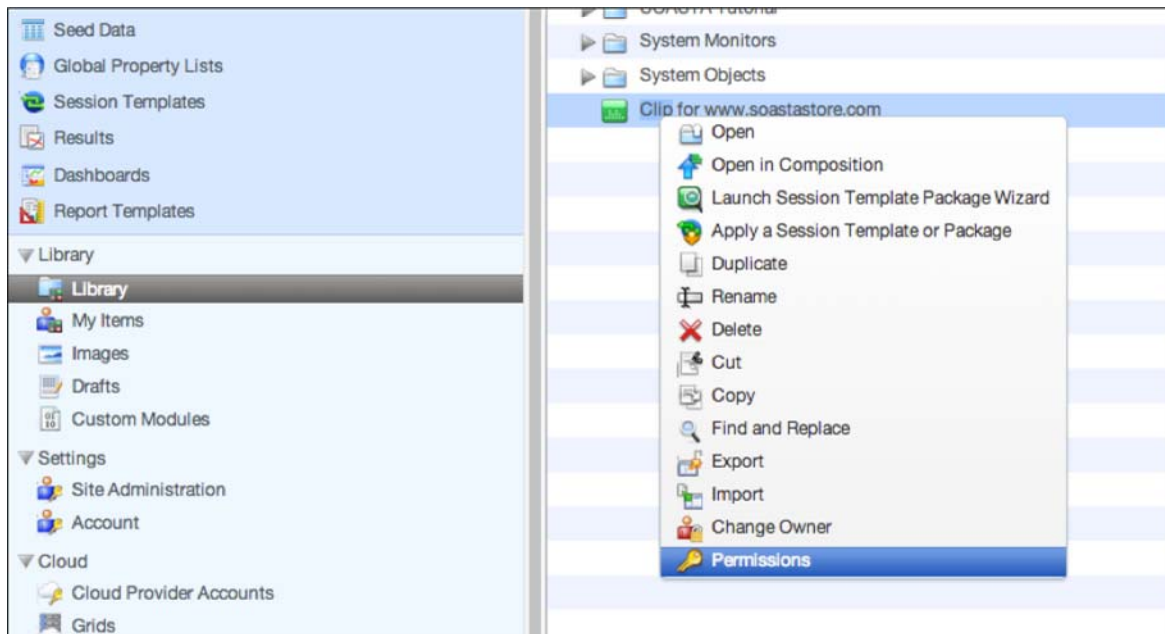 Seed Data
Global Property Lists
Session Templates
Results
Dashboards
Report Templates
Library
Library
My Items
Images
Drafts
Custom Modules
Settings
Site Administration
Account
Cloud
Cloud Provider Accounts
Grids
System Monitors
System Objects
Clip for www.soastastore.com
Open
Open in Composition
Launch Session Template Package Wizard
Apply a Session Template or Package
Duplicate
Rename
Delete
Cut
Copy
Find and Replace
Export
Import
Change Owner
Permissions